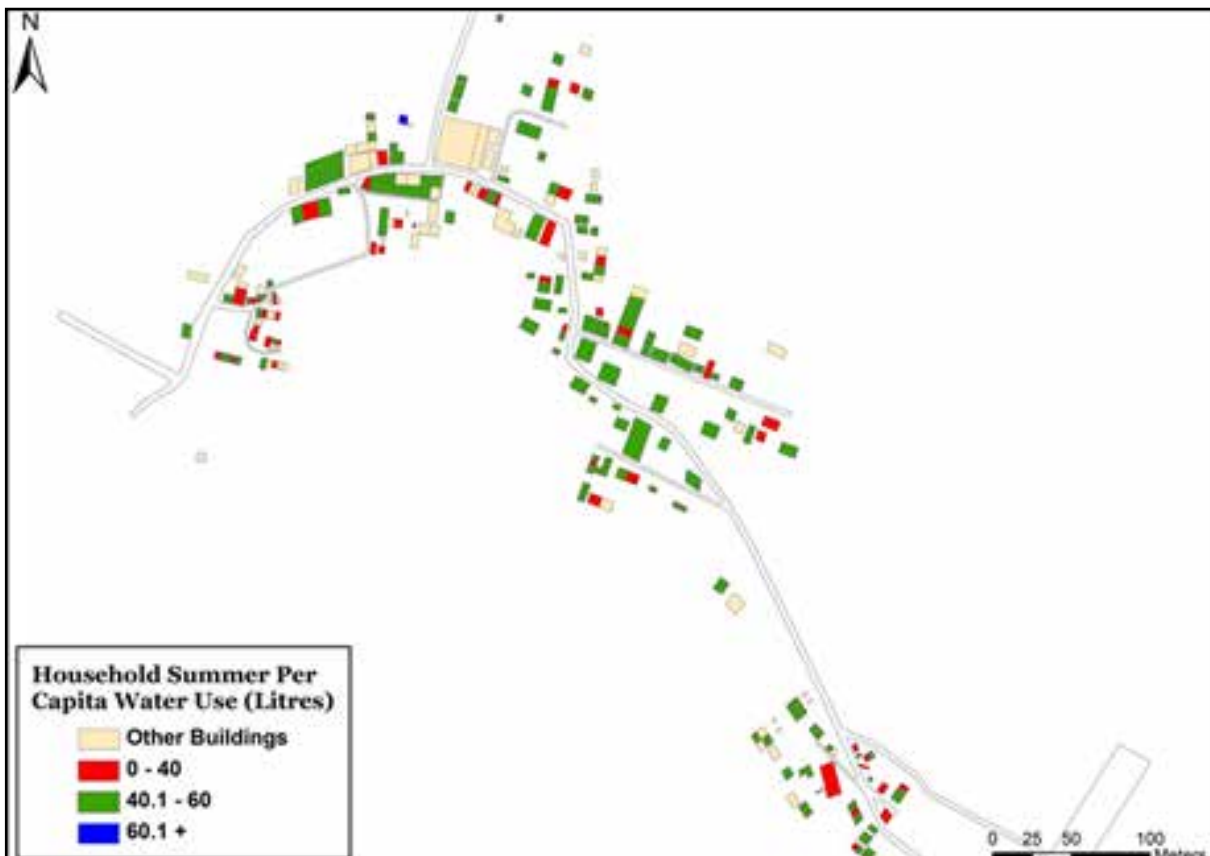 N
Household Summer Per
Capita Water Use (Litres)
Other Buildings
0 - 40
40.1 - 60
60.1 +
0 25 50 100
Meters